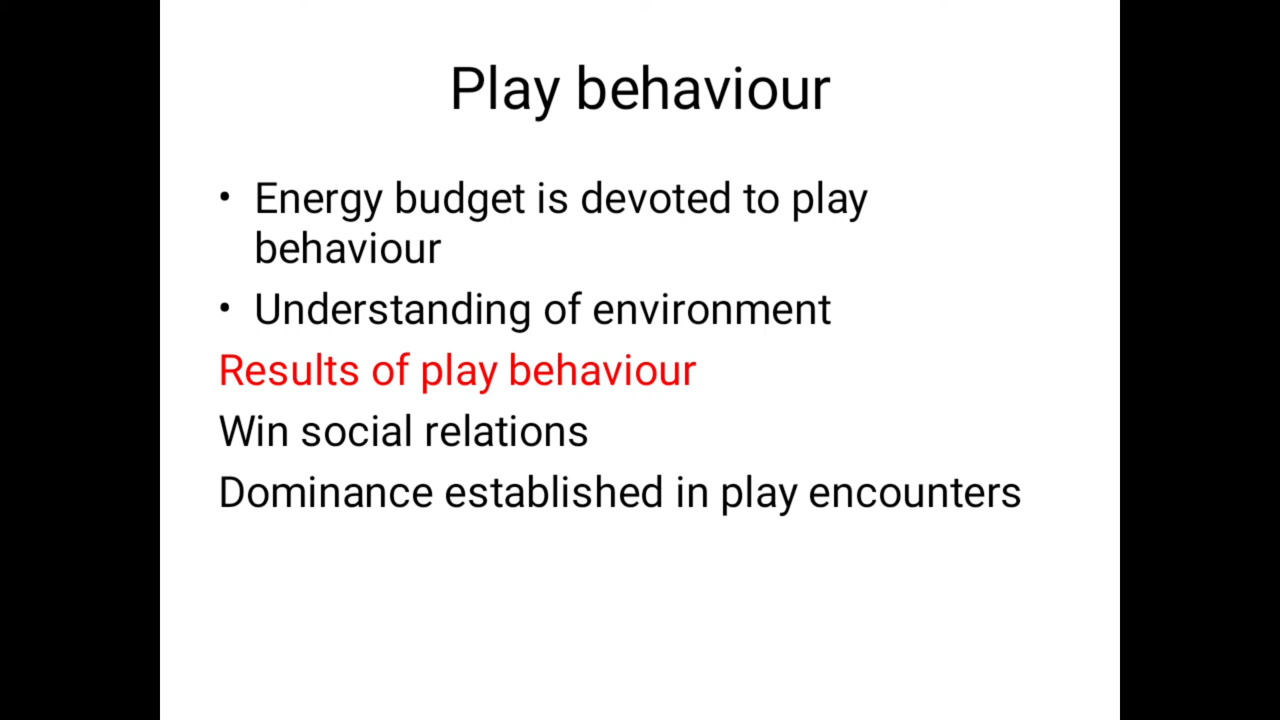 Play behaviour
• Energy budget is devoted to play
behaviour
• Understanding of environment
Results of play behaviour
Win social relations
Dominance established in play encounters